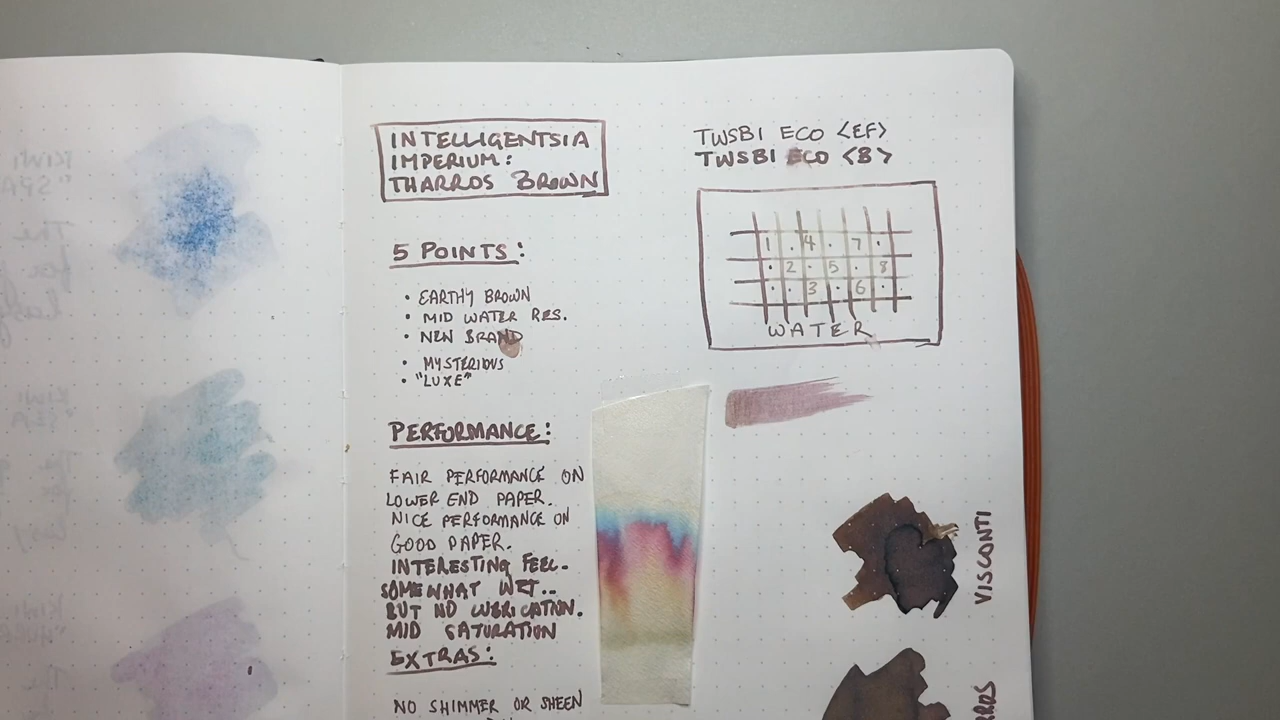 INTELLIGENTSIA
IMPERIUM:
THARROS BROWN
5 POINTS:
• EARTHY BROWN
• MID WATER RES.
• NEW BRAND
• MYSTERIOUS
• "LUXE"
PERFORMANCE:
FAIR PERFORMANCE ON
LOWER END PAPER.
NICE PERFORMANCE ON
GOOD PAPER.
INTERESTING FEEL.
SOMEWHAT WET..
BUT NO LUBRICATION.
MID SATURATION
EXTRAS:
NO SHIMMER OR SHEEN
TWSBI ECO <EF>
TWSBI ECO <B>
1 4 7
2 5 8
3 6
WATER
VISCONTI